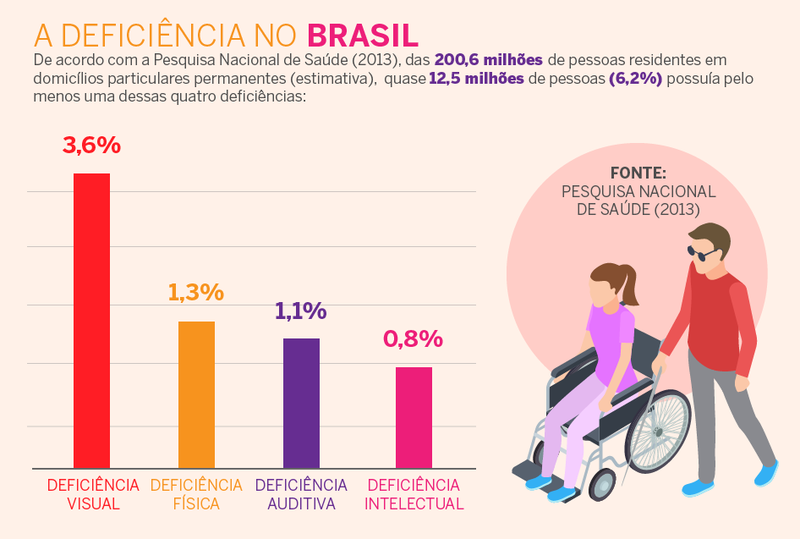 A DEFICIÊNCIA NO BRASIL
De acordo com a Pesquisa Nacional de Saúde (2013), das 200,6 milhões de pessoas residentes em
domicílios particulares permanentes (estimativa), quase 12,5 milhões de pessoas (6,2%) possuía pelo
menos uma dessas quatro deficiências:
3,6%
1,3%
1,1%
0,8%
DEFICIÊNCIA
VISUAL
DEFICIÊNCIA
FÍSICA
DEFICIÊNCIA
AUDITIVA
DEFICIÊNCIA
INTELECTUAL
FONTE:
PESQUISA NACIONAL
DE SAÚDE (2013)